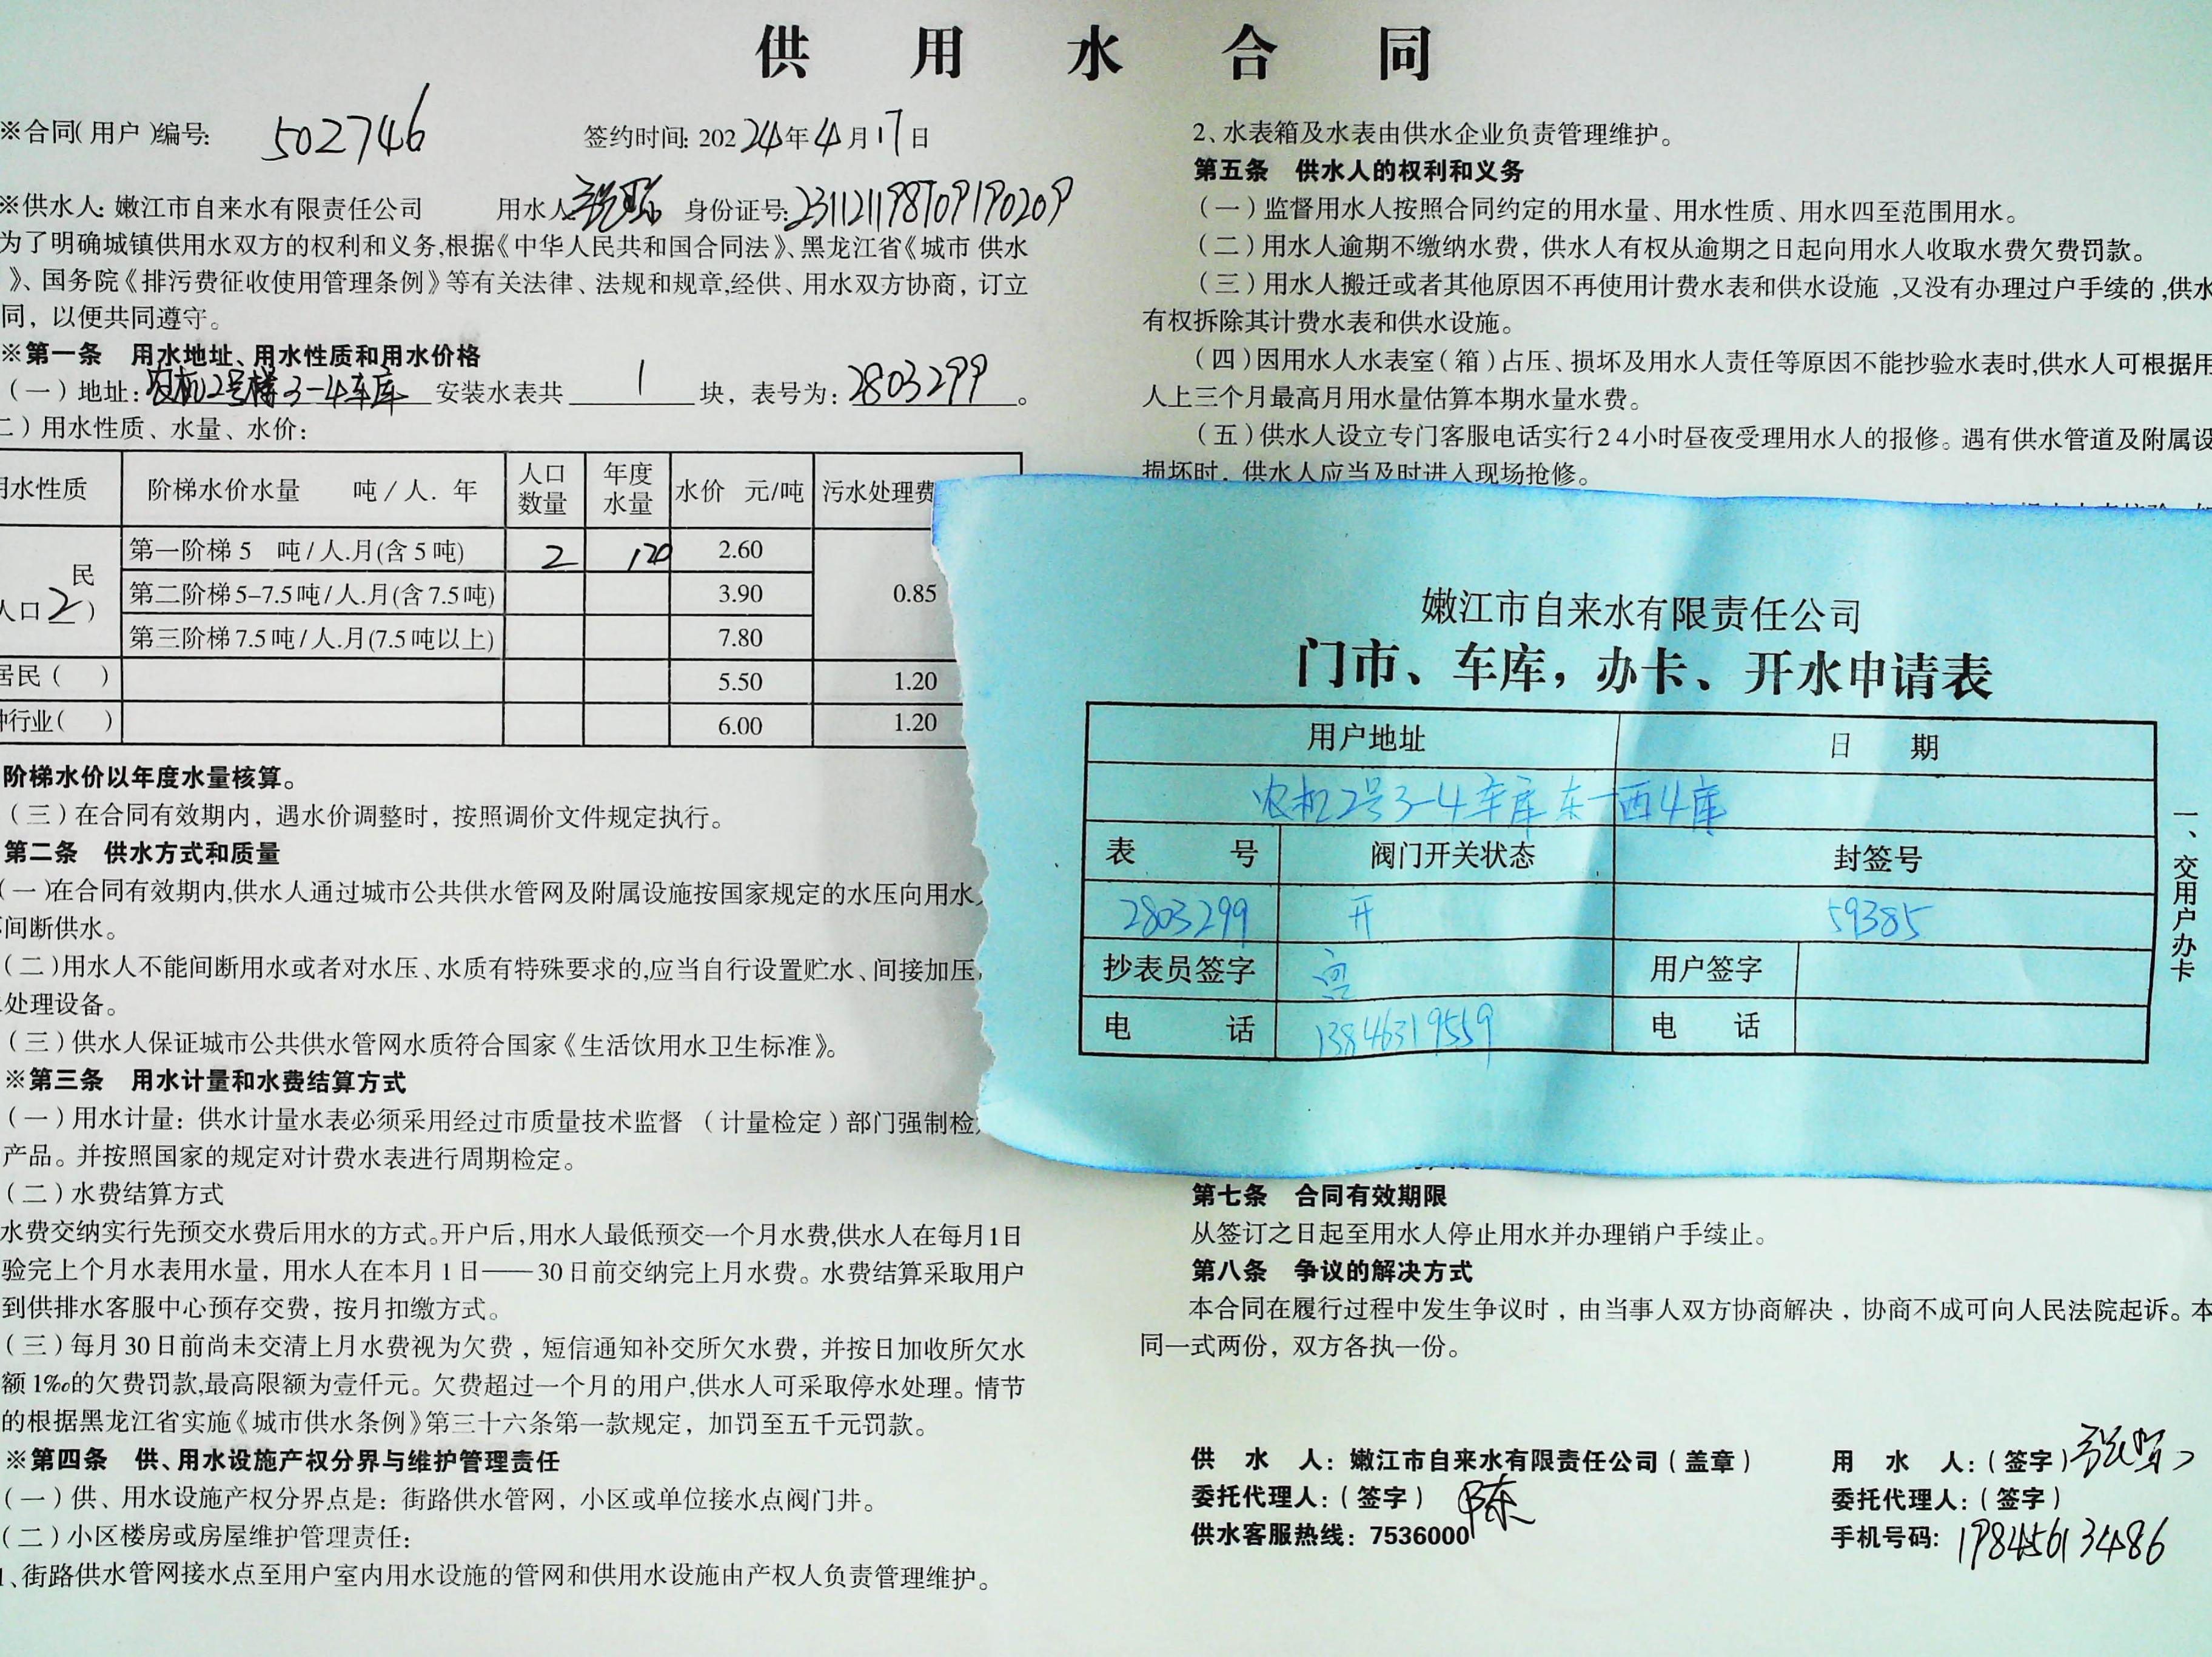 供用水合同
※合同(用户)编号: 502746 签约时间: 2024年4月17日
※供水人: 嫩江市自来水有限责任公司 用水人 身份证号:
为了明确城镇供用水双方的权利和义务,根据《中华人民共和国合同法》、黑龙江省《城市 供水
》、国务院《排污费征收使用管理条例》等有关法律、法规和规章,经供、用水双方协商，订立
同，以便共同遵守。
※第一条 用水地址、用水性质和用水价格
(一)地址: 农机2号楼3-4车库 安装水表共 1 块，表号为: 2803299。
二)用水性质、水量、水价:
用水性质 阶梯水价水量 吨/人.年 人口数量 年度水量 水价 元/吨 污水处理费
民
人口2) 第一阶梯 5 吨/人.月(含5吨) 2 120 2.60 0.85
第二阶梯 5-7.5吨/人.月(含7.5吨) 3.90
第三阶梯 7.5吨/人.月(7.5吨以上) 7.80
居民( ) 5.50 1.20
种行业( ) 6.00 1.20
阶梯水价以年度水量核算。
(三)在合同有效期内，遇水价调整时，按照调价文件规定执行。
第二条 供水方式和质量
(一)在合同有效期内,供水人通过城市公共供水管网及附属设施按国家规定的水压向用水
间断供水。
(二)用水人不能间断用水或者对水压、水质有特殊要求的,应当自行设置贮水、间接加压
处理设备。
(三)供水人保证城市公共供水管网水质符合国家《生活饮用水卫生标准》。
※第三条 用水计量和水费结算方式
(一)用水计量: 供水计量水表必须采用经过市质量技术监督 (计量检定)部门强制检
产品。并按照国家的规定对计费水表进行周期检定。
(二)水费结算方式
水费交纳实行先预交水费后用水的方式。开户后,用水人最低预交一个月水费,供水人在每月1日
验完上个月水表用水量，用水人在本月1日——30日前交纳完上月水费。水费结算采取用户
到供排水客服中心预存交费，按月扣缴方式。
(三)每月30日前尚未交清上月水费视为欠费，短信通知补交所欠水费，并按日加收所欠水
额1‰的欠费罚款,最高限额为壹仟元。欠费超过一个月的用户,供水人可采取停水处理。情节
的根据黑龙江省实施《城市供水条例》第三十六条第一款规定，加罚至五千元罚款。
※第四条 供、用水设施产权分界与维护管理责任
(一)供、用水设施产权分界点是: 街路供水管网，小区或单位接水点阀门井。
(二)小区楼房或房屋维护管理责任:
1、街路供水管网接水点至用户室内用水设施的管网和供用水设施由产权人负责管理维护。
2、水表箱及水表由供水企业负责管理维护。
第五条 供水人的权利和义务
(一)监督用水人按照合同约定的用水量、用水性质、用水四至范围用水。
(二)用水人逾期不缴纳水费，供水人有权从逾期之日起向用水人收取水费欠费罚款。
(三)用水人搬迁或者其他原因不再使用计费水表和供水设施,又没有办理过户手续的,供水
有权拆除其计费水表和供水设施。
(四)因用水人水表室(箱)占压、损坏及用水人责任等原因不能抄验水表时,供水人可根据用
人上三个月最高月用水量估算本期水量水费。
(五)供水人设立专门客服电话实行24小时昼夜受理用水人的报修。遇有供水管道及附属设
损坏时，供水人应当及时进入现场抢修。
嫩江市自来水有限责任公司
门市、车库，办卡、开水申请表
用户地址 日 期
农机2号3-4车库 东—西4库
表 号 阀门开关状态 封签号
2803299 开 59385
抄表员签字 宫 用户签字
电 话 13846319559 电 话
一、交用户办卡
第七条 合同有效期限
从签订之日起至用水人停止用水并办理销户手续止。
第八条 争议的解决方式
本合同在履行过程中发生争议时，由当事人双方协商解决，协商不成可向人民法院起诉。本
同一式两份，双方各执一份。
供 水 人: 嫩江市自来水有限责任公司(盖章) 用 水 人:(签字)
委托代理人:(签字) 陈 委托代理人:(签字)
供水客服热线: 7536000 手机号码: 19845613486